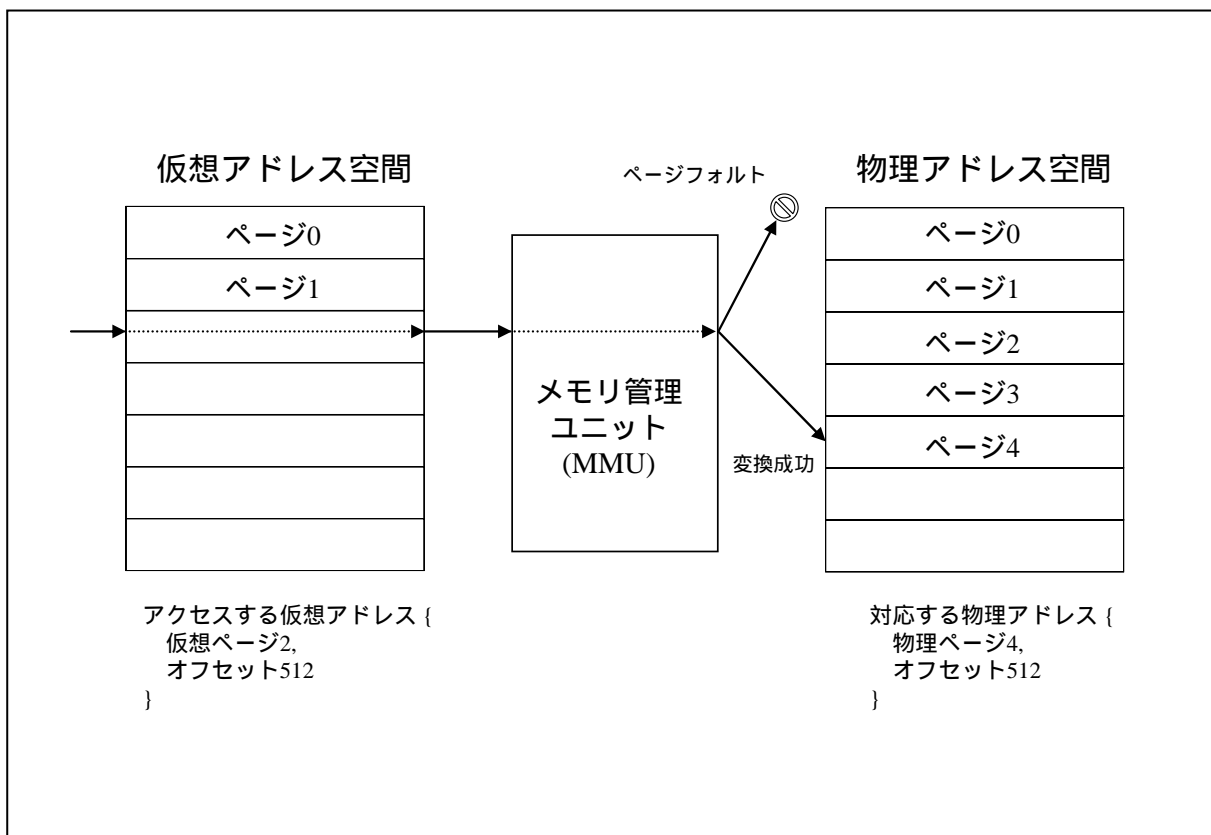 仮想アドレス空間
ページ0
ページ1
アクセスする仮想アドレス {
仮想ページ2,
オフセット512
}
メモリ管理
ユニット
(MMU)
ページフォルト
変換成功
物理アドレス空間
ページ0
ページ1
ページ2
ページ3
ページ4
対応する物理アドレス {
物理ページ4,
オフセット512
}